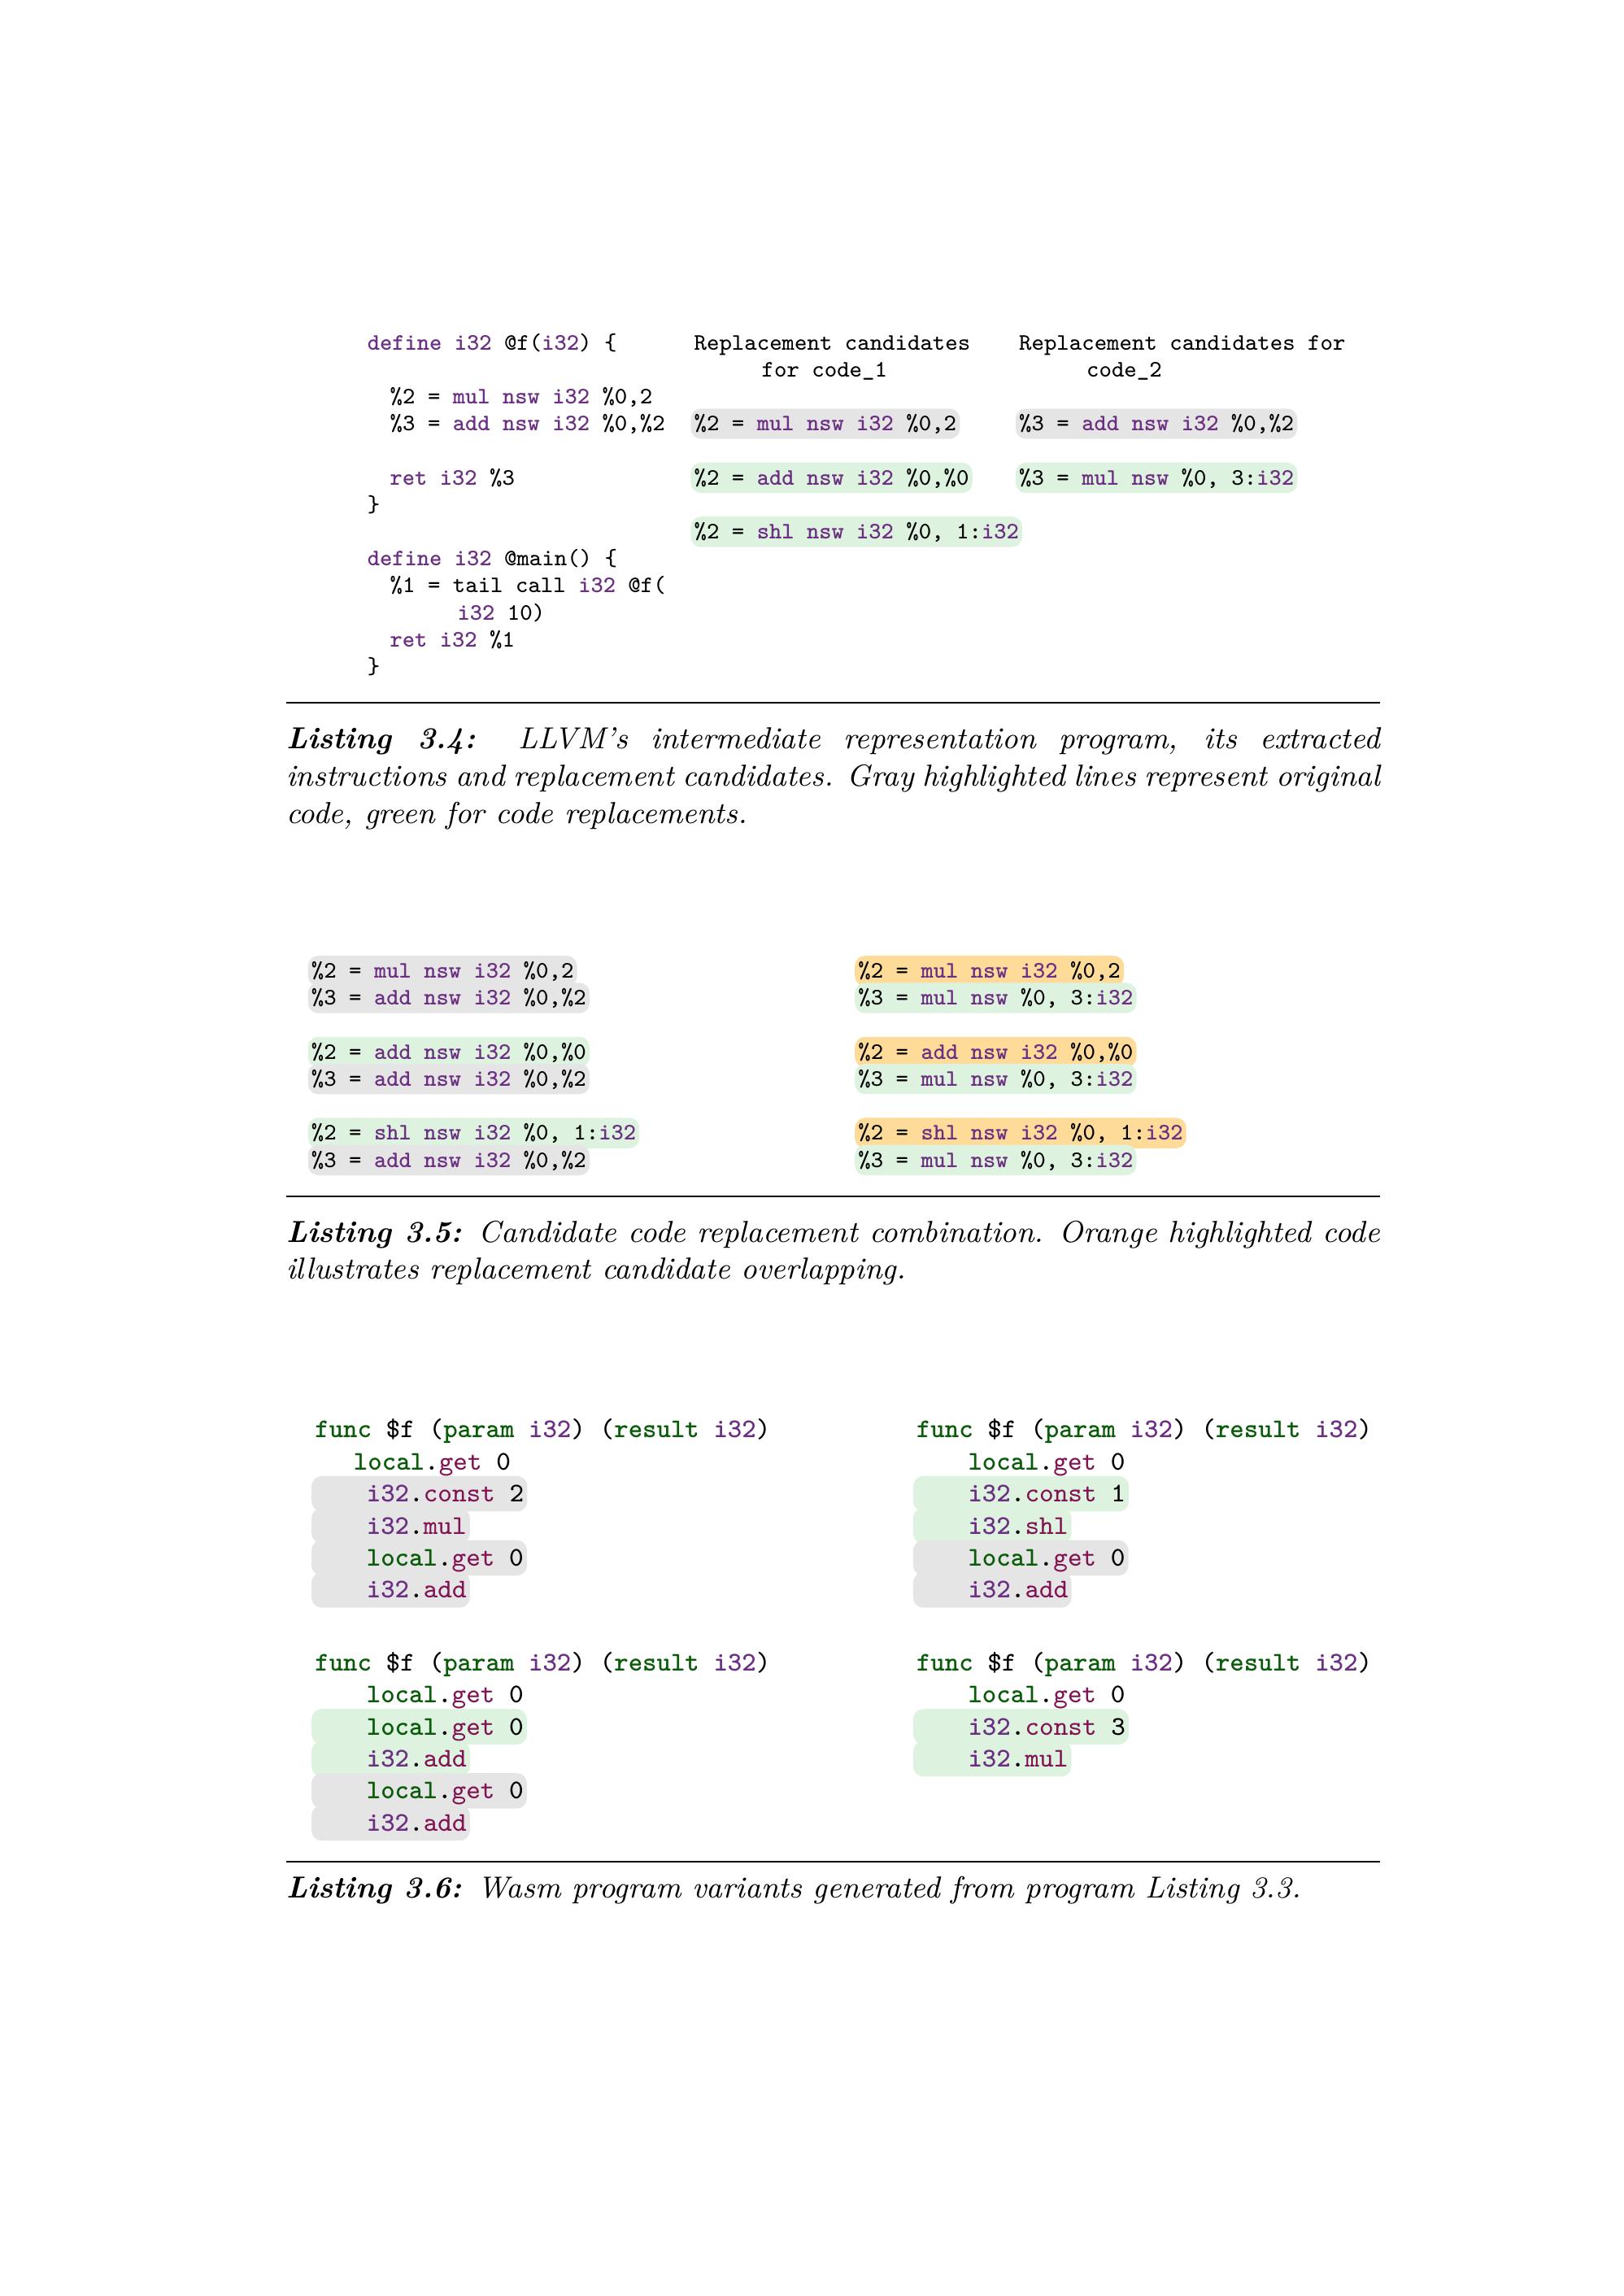 define i32 @f(i32) {
  %2 = mul nsw i32 %0,2
  %3 = add nsw i32 %0,%2
  ret i32 %3
}
define i32 @main() {
  %1 = tail call i32 @f(
        i32 10)
  ret i32 %1
}
Replacement candidates
for code_1
%2 = mul nsw i32 %0,2
%2 = add nsw i32 %0,%0
%2 = shl nsw i32 %0, 1:i32
Replacement candidates for
code_2
%3 = add nsw i32 %0,%2
%3 = mul nsw %0, 3:i32
Listing 3.4: LLVM's intermediate representation program, its extracted
instructions and replacement candidates. Gray highlighted lines represent original
code, green for code replacements.
%2 = mul nsw i32 %0,2
%3 = add nsw i32 %0,%2
%2 = add nsw i32 %0,%0
%3 = add nsw i32 %0,%2
%2 = shl nsw i32 %0, 1:i32
%3 = add nsw i32 %0,%2
%2 = mul nsw i32 %0,2
%3 = mul nsw %0, 3:i32
%2 = add nsw i32 %0,%0
%3 = mul nsw %0, 3:i32
%2 = shl nsw i32 %0, 1:i32
%3 = mul nsw %0, 3:i32
Listing 3.5: Candidate code replacement combination. Orange highlighted code
illustrates replacement candidate overlapping.
func $f (param i32) (result i32)
   local.get 0
    i32.const 2
    i32.mul
    local.get 0
    i32.add
func $f (param i32) (result i32)
    local.get 0
    local.get 0
    i32.add
    local.get 0
    i32.add
func $f (param i32) (result i32)
    local.get 0
    i32.const 1
    i32.shl
    local.get 0
    i32.add
func $f (param i32) (result i32)
    local.get 0
    i32.const 3
    i32.mul
Listing 3.6: Wasm program variants generated from program Listing 3.3.